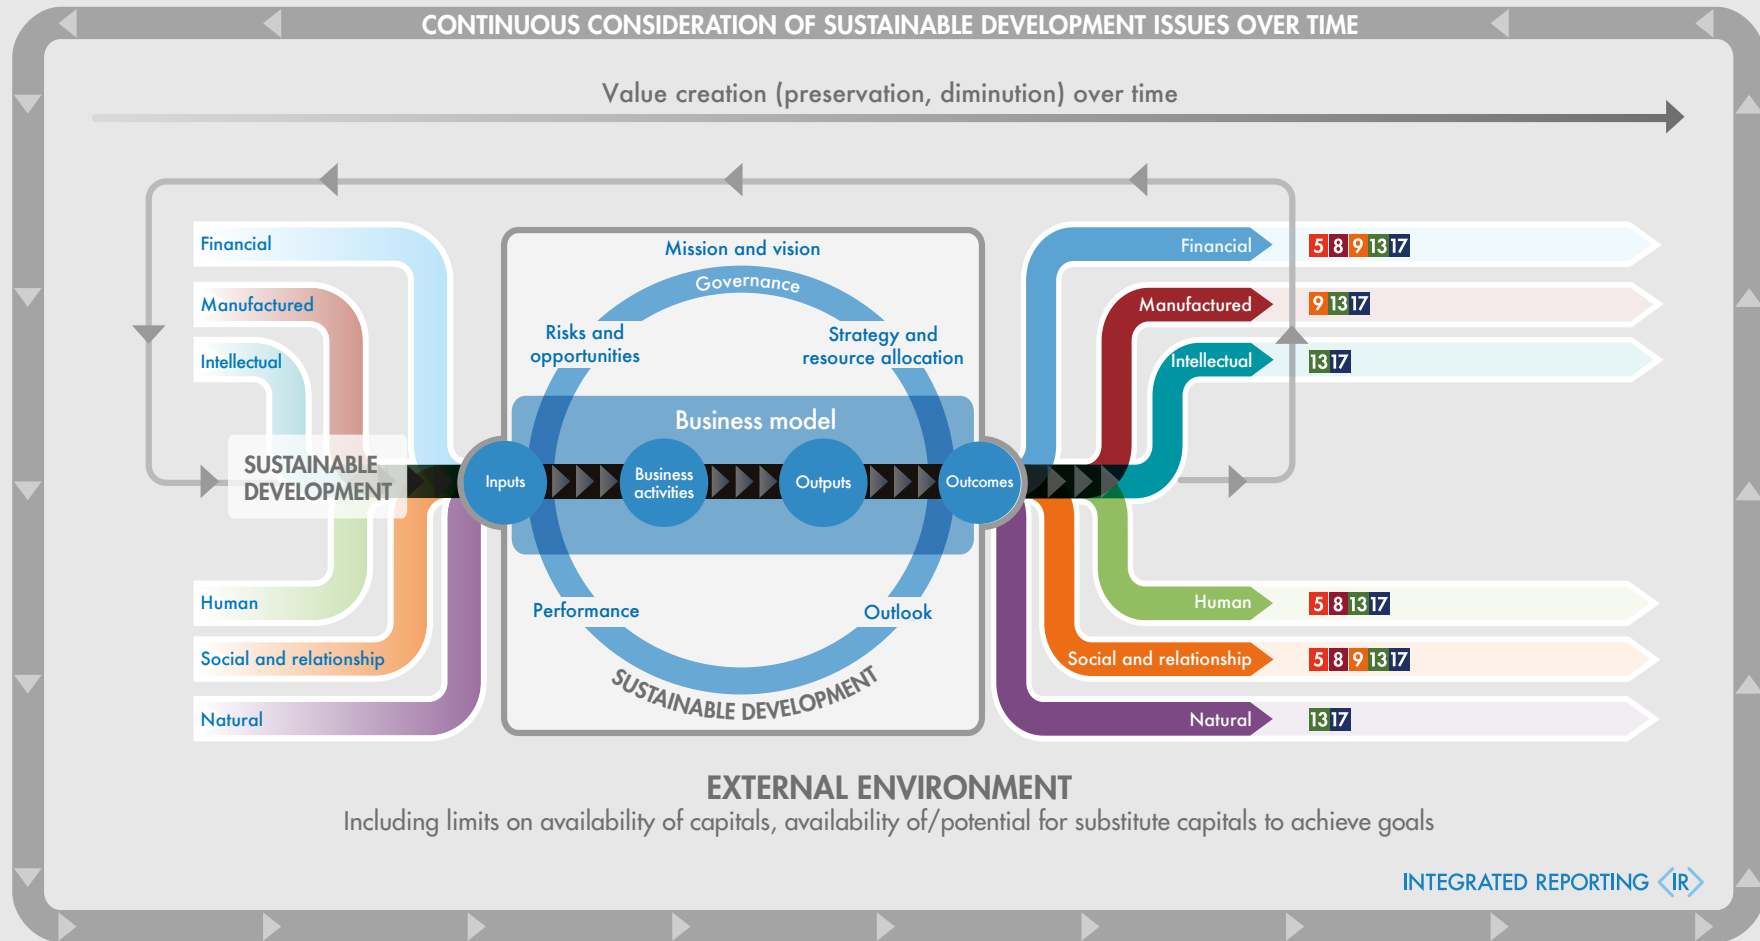 CONTINUOUS CONSIDERATION OF SUSTAINABLE DEVELOPMENT ISSUES OVER TIME
Value creation (preservation, diminution) over time
Financial
Manufactured
Intellectual
SUSTAINABLE
DEVELOPMENT
Human
Social and relationship
Natural
Mission and vision
Governance
Risks and
opportunities
Strategy and
resource allocation
Business model
Inputs
Business
activities
Outputs
Outcomes
Performance
Outlook
SUSTAINABLE DEVELOPMENT
Financial 5 8 9 13 17
Manufactured 9 13 17
Intellectual 13 17
Human 5 8 13 17
Social and relationship 5 8 9 13 17
Natural 13 17
EXTERNAL ENVIRONMENT
Including limits on availability of capitals, availability of/potential for substitute capitals to achieve goals
INTEGRATED REPORTING <IR>